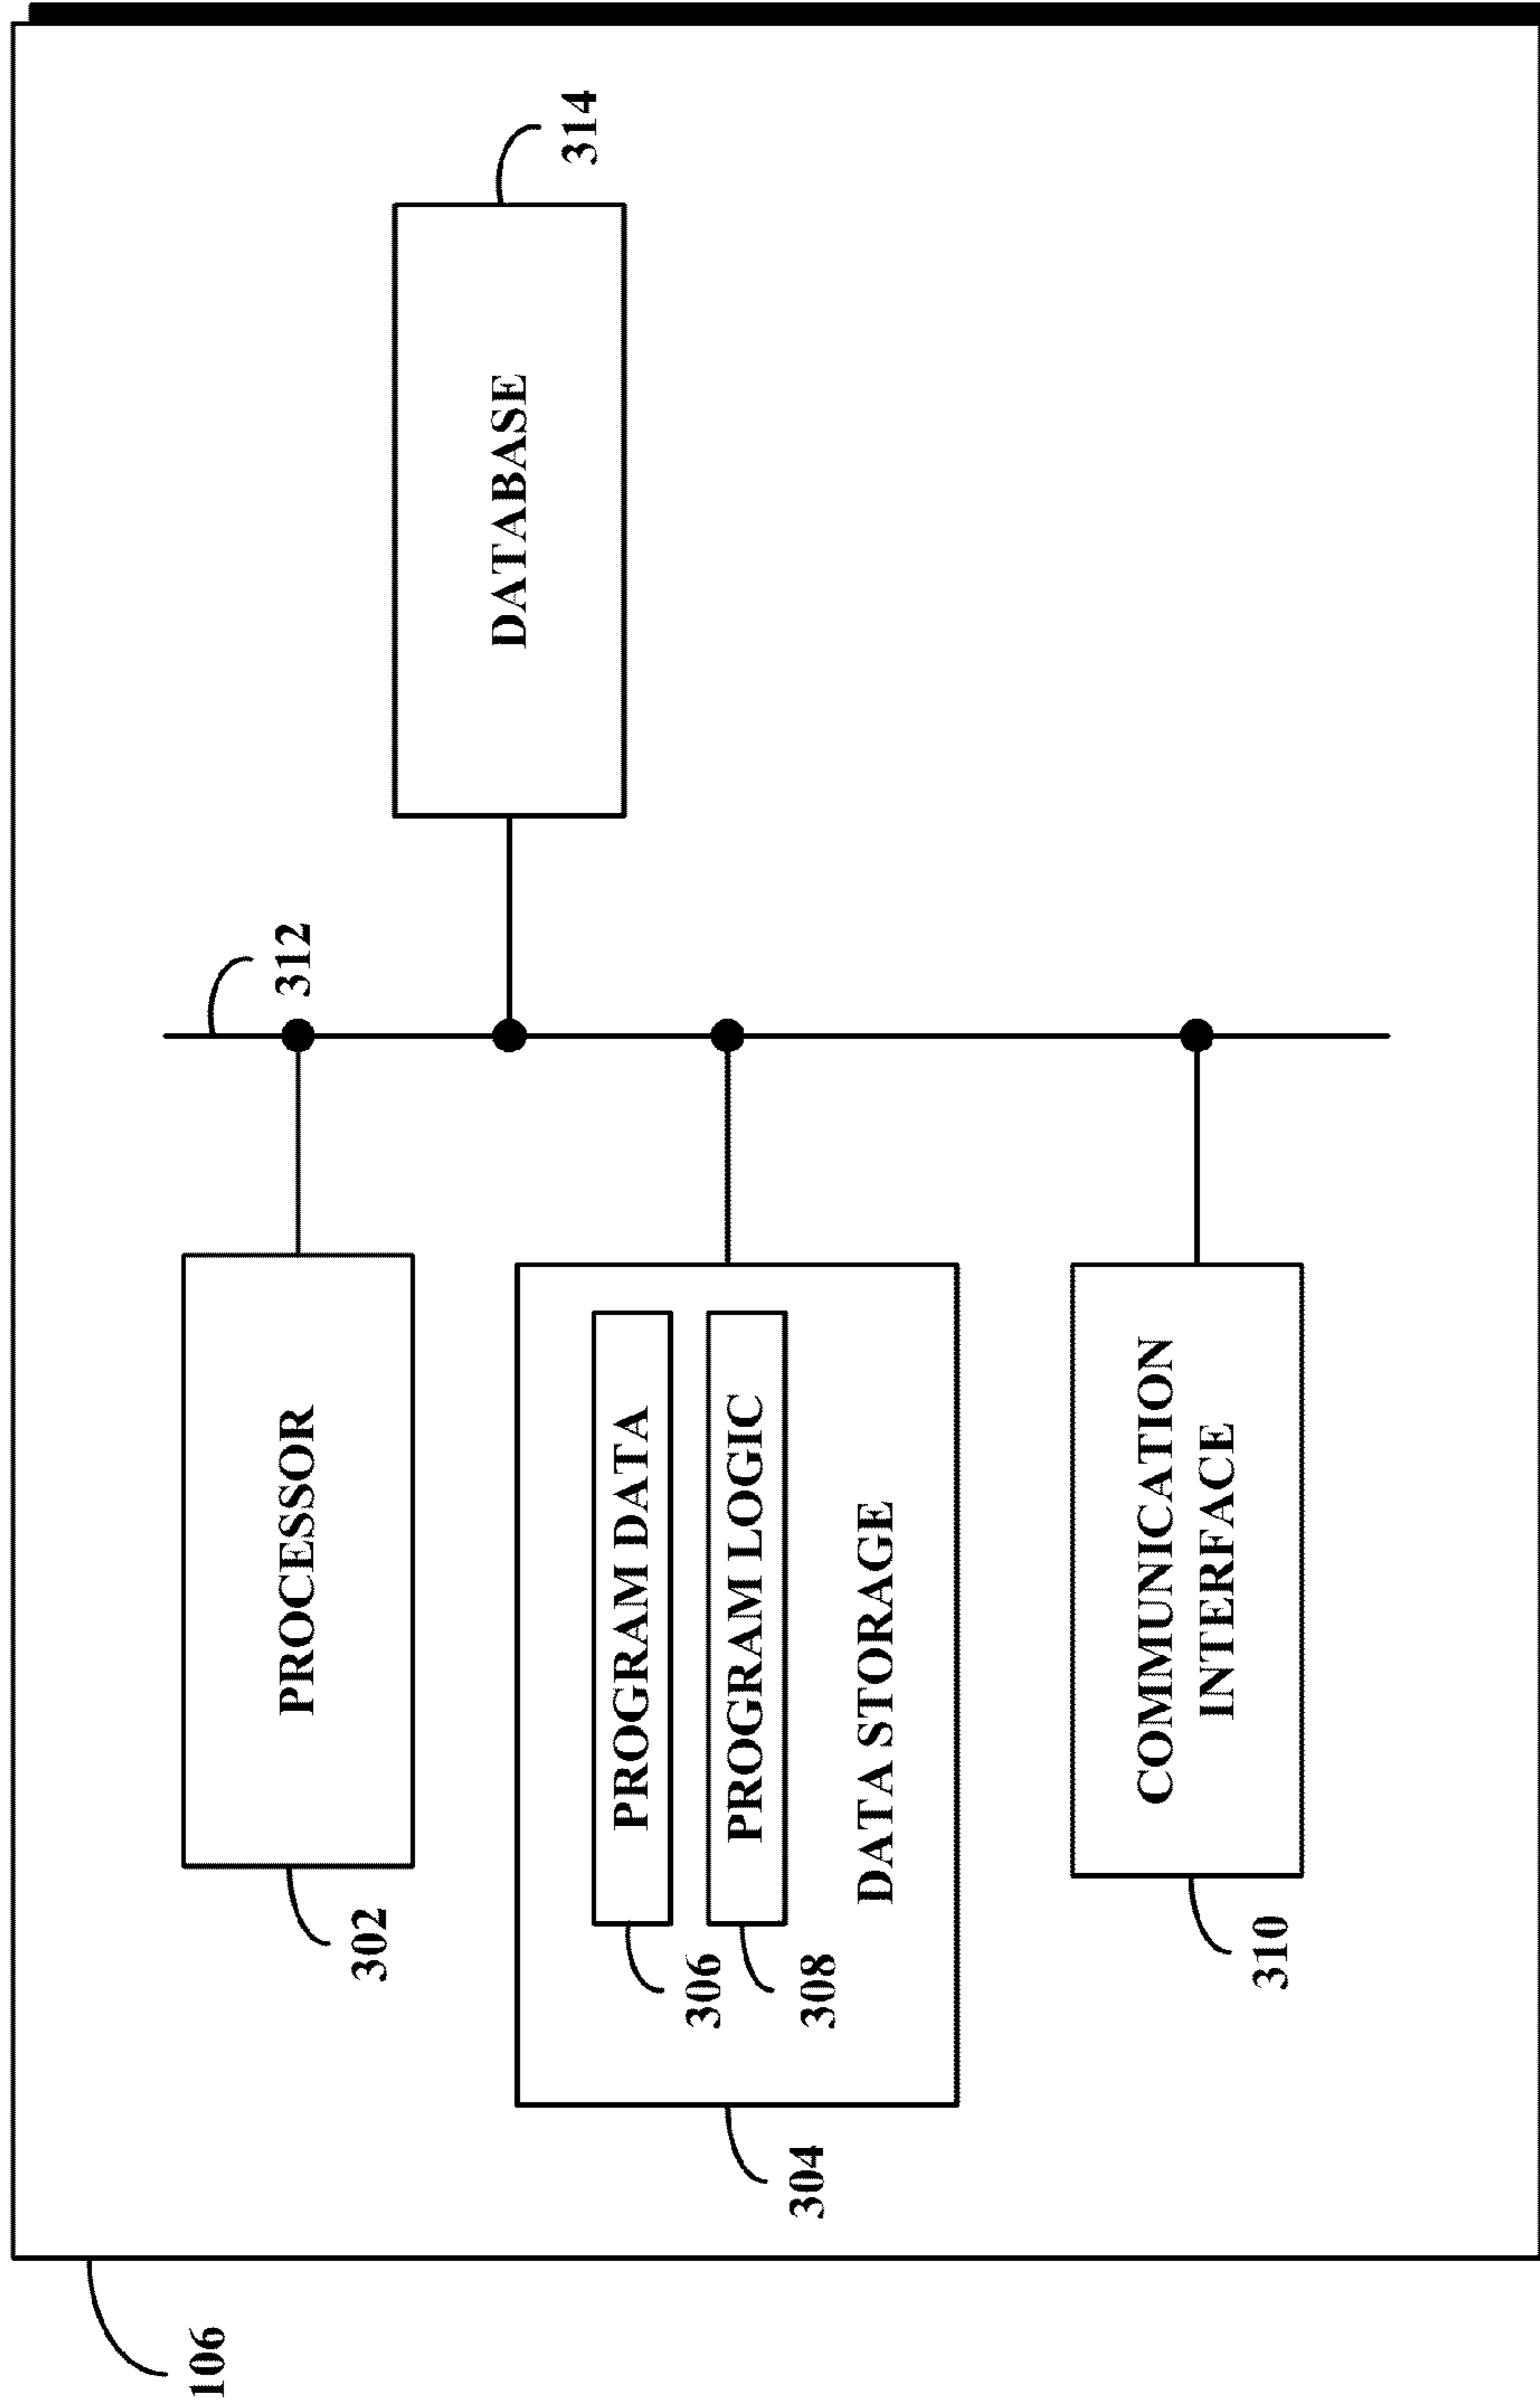 106
302
PROCESSOR
312
DATABASE
314
306
PROGRAM DATA
308
PROGRAM LOGIC
DATA STORAGE
304
310
COMMUNICATION
INTERFACE